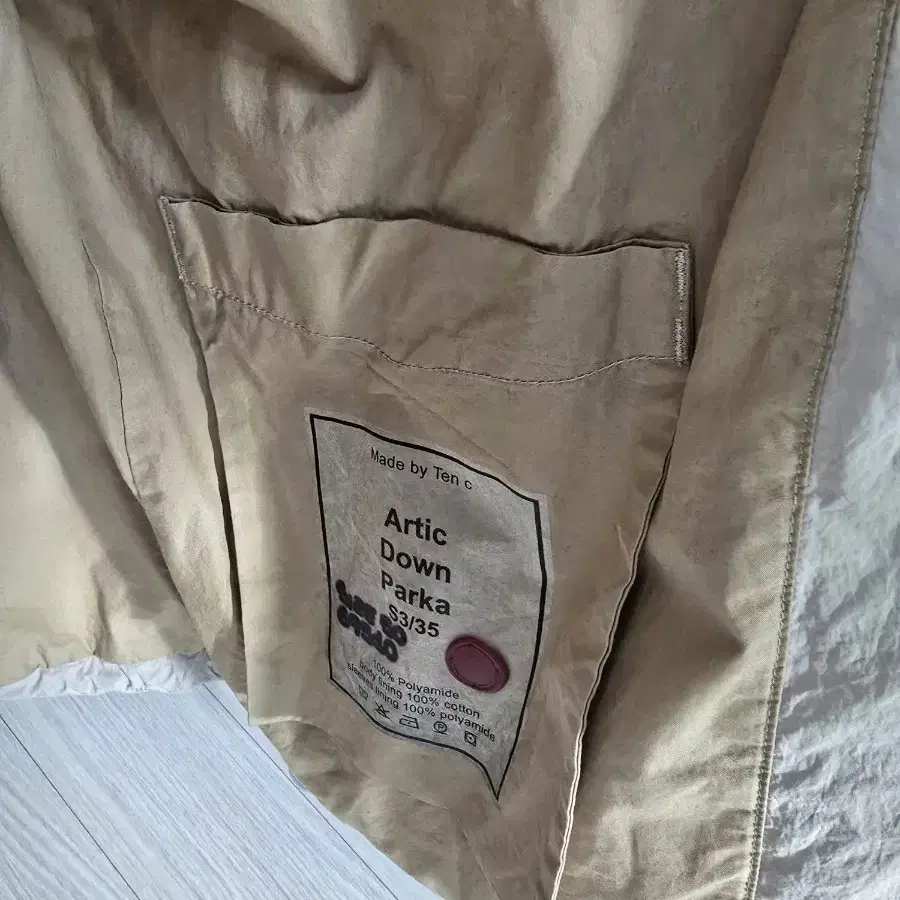 Made by Ten c
Artic
Down
Parka
S3/35
100% Polyamide
body lining 100% cotton
sleeves lining 100% polyamide